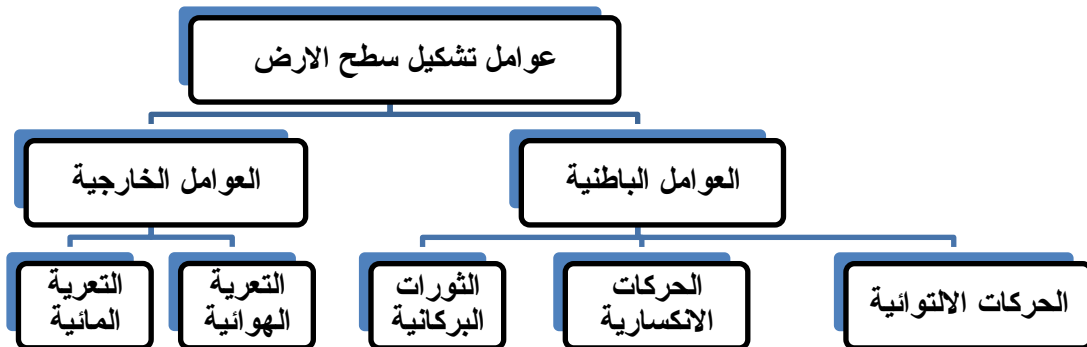 عوامل تشكيل سطح الارض
العوامل الباطنية
العوامل الخارجية
الحركات الالتوائية
الحركات
الانكسارية
الثورات
البركانية
التعرية
الهوائية
التعرية
المائية